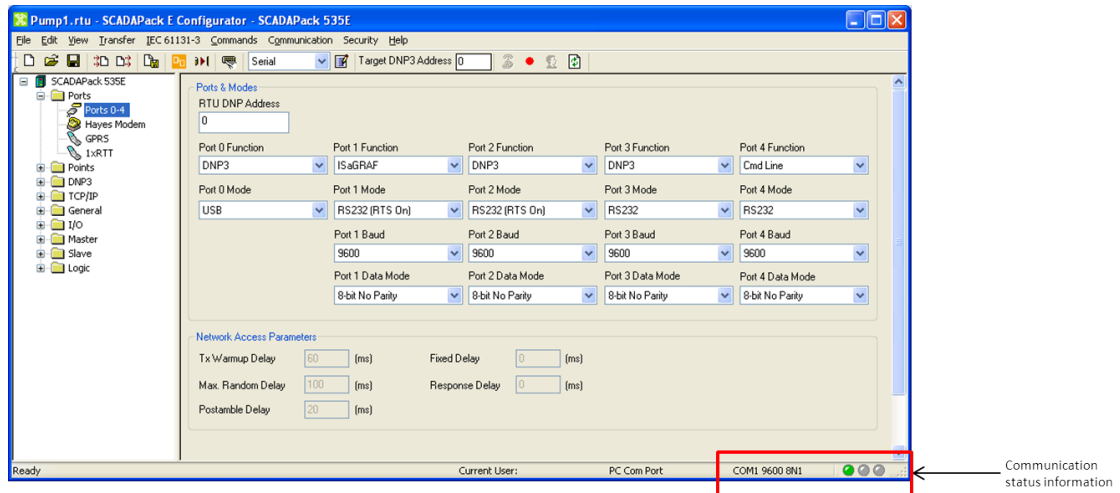 Pump1.rtu - SCADAPack E Configurator - SCADAPack 535E
File Edit View Transfer IEC 61131-3 Commands Communication Security Help
Serial Target DNP3 Address 0
SCADAPack 535E
Ports
Ports 0-4
Hayes Modem
GPRS
1xRTT
Points
DNP3
TCP/IP
General
I/O
Master
Slave
Logic
Ports & Modes
RTU DNP Address
0
Port 0 Function Port 1 Function Port 2 Function Port 3 Function Port 4 Function
DNP3 ISaGRAF DNP3 DNP3 Cmd Line
Port 0 Mode Port 1 Mode Port 2 Mode Port 3 Mode Port 4 Mode
USB RS232 (RTS On) RS232 (RTS On) RS232 RS232
Port 1 Baud Port 2 Baud Port 3 Baud Port 4 Baud
9600 9600 9600 9600
Port 1 Data Mode Port 2 Data Mode Port 3 Data Mode Port 4 Data Mode
8-bit No Parity 8-bit No Parity 8-bit No Parity 8-bit No Parity
Network Access Parameters
Tx Warmup Delay 60 (ms) Fixed Delay 0 (ms)
Max. Random Delay 100 (ms) Response Delay 0 (ms)
Postamble Delay 20 (ms)
Ready Current User: PC Com Port COM1 9600 8N1
Communication
status information